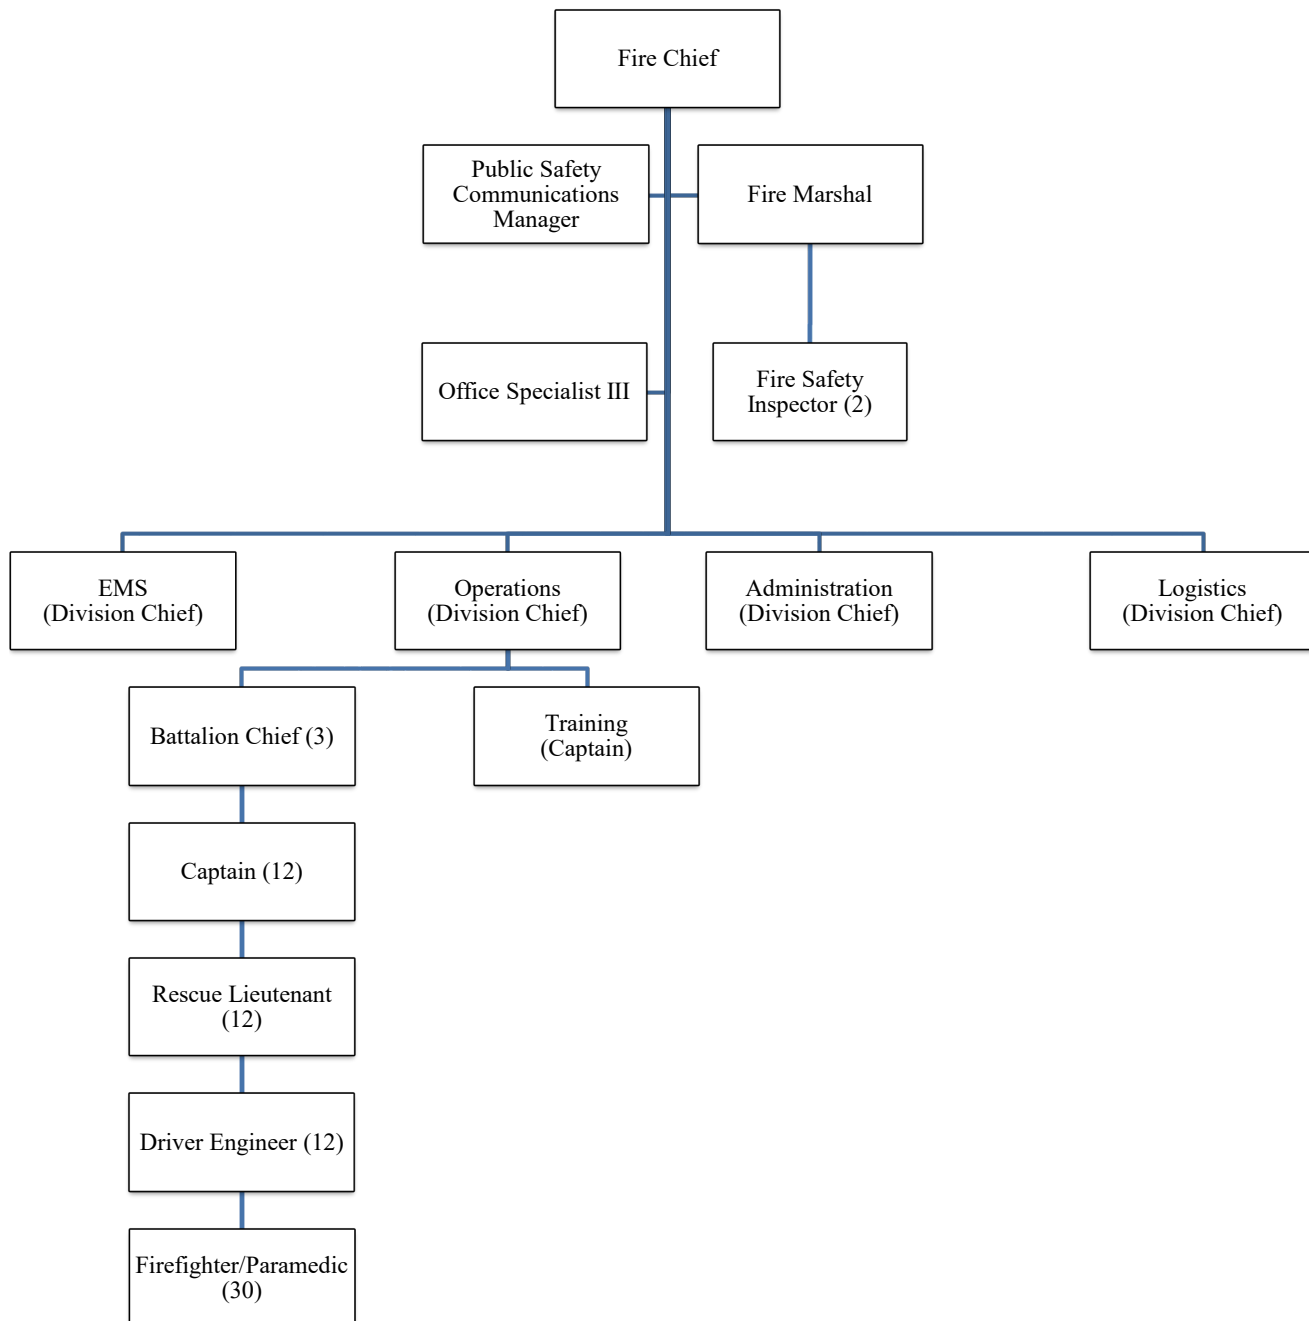 Fire Chief
Public Safety
Communications
Manager
Fire Marshal
Office Specialist III
Fire Safety
Inspector (2)
EMS
(Division Chief)
Operations
(Division Chief)
Administration
(Division Chief)
Logistics
(Division Chief)
Battalion Chief (3)
Training
(Captain)
Captain (12)
Rescue Lieutenant
(12)
Driver Engineer (12)
Firefighter/Paramedic
(30)